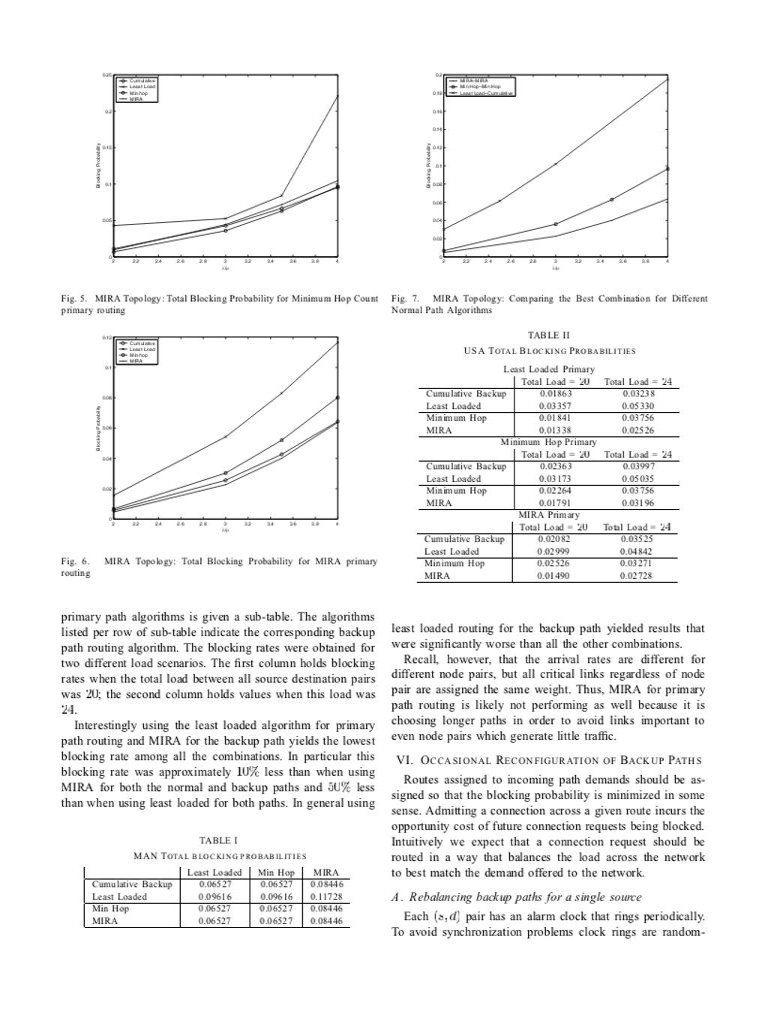 0.25
Cumulative
Least Load
Min hop
MIRA
0.2
0.15
0.1
0.05
0
Blocking Probability
2 2.2 2.4 2.6 2.8 3 3.2 3.4 3.6 3.8 4
Fig. 5. MIRA Topology: Total Blocking Probability for Minimum Hop Count
primary routing
0.12
Cumulative
Least Load
Min hop
MIRA
0.1
0.08
0.06
0.04
0.02
0
Blocking Probability
2 2.2 2.4 2.6 2.8 3 3.2 3.4 3.6 3.8 4
Fig. 6. MIRA Topology: Total Blocking Probability for MIRA primary
routing
primary path algorithms is given a sub-table. The algorithms
listed per row of sub-table indicate the corresponding backup
path routing algorithm. The blocking rates were obtained for
two different load scenarios. The first column holds blocking
rates when the total load between all source destination pairs
was 20; the second column holds values when this load was
24.
Interestingly using the least loaded algorithm for primary
path routing and MIRA for the backup path yields the lowest
blocking rate among all the combinations. In particular this
blocking rate was approximately 10% less than when using
MIRA for both the normal and backup paths and 50% less
than when using least loaded for both paths. In general using
TABLE I
MAN TOTAL BLOCKING PROBABILITIES
Least Loaded Min Hop MIRA
Cumulative Backup 0.06527 0.06527 0.08446
Least Loaded 0.09616 0.09616 0.11728
Min Hop 0.06527 0.06527 0.08446
MIRA 0.06527 0.06527 0.08446
0.2
MIRA-MIRA
Min Hop-Min Hop
Least Load-Cumulative
0.18
0.16
0.14
0.12
0.1
0.08
0.06
0.04
0.02
0
Blocking Probability
2 2.2 2.4 2.6 2.8 3 3.2 3.4 3.6 3.8 4
Fig. 7. MIRA Topology: Comparing the Best Combination for Different
Normal Path Algorithms
TABLE II
USA TOTAL BLOCKING PROBABILITIES
Least Loaded Primary
Total Load = 20 Total Load = 24
Cumulative Backup 0.01863 0.03238
Least Loaded 0.03357 0.05330
Minimum Hop 0.01841 0.03756
MIRA 0.01338 0.02526
Minimum Hop Primary
Total Load = 20 Total Load = 24
Cumulative Backup 0.02363 0.03997
Least Loaded 0.03173 0.05035
Minimum Hop 0.02264 0.03756
MIRA 0.01791 0.03196
MIRA Primary
Total Load = 20 Total Load = 24
Cumulative Backup 0.02082 0.03525
Least Loaded 0.02999 0.04842
Minimum Hop 0.02526 0.03271
MIRA 0.01490 0.02728
least loaded routing for the backup path yielded results that
were significantly worse than all the other combinations.
Recall, however, that the arrival rates are different for
different node pairs, but all critical links regardless of node
pair are assigned the same weight. Thus, MIRA for primary
path routing is likely not performing as well because it is
choosing longer paths in order to avoid links important to
even node pairs which generate little traffic.
VI. OCCASIONAL RECONFIGURATION OF BACKUP PATHS
Routes assigned to incoming path demands should be as-
signed so that the blocking probability is minimized in some
sense. Admitting a connection across a given route incurs the
opportunity cost of future connection requests being blocked.
Intuitively we expect that a connection request should be
routed in a way that balances the load across the network
to best match the demand offered to the network.
A. Rebalancing backup paths for a single source
Each (s,d) pair has an alarm clock that rings periodically.
To avoid synchronization problems clock rings are random-